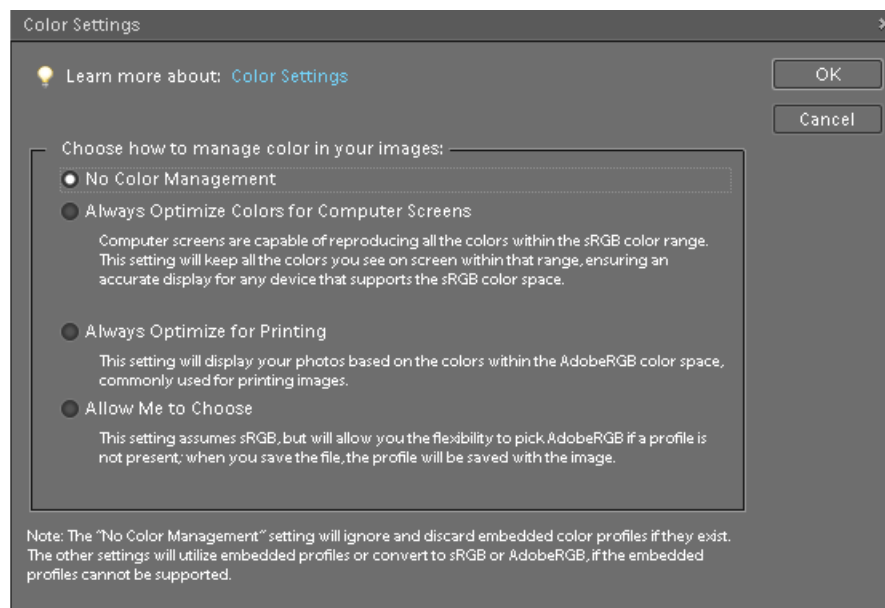 Color Settings
Learn more about: Color Settings
OK
Cancel
Choose how to manage color in your images:
No Color Management
Always Optimize Colors for Computer Screens
Computer screens are capable of reproducing all the colors within the sRGB color range.
This setting will keep all the colors you see on screen within that range, ensuring an
accurate display for any device that supports the sRGB color space.
Always Optimize for Printing
This setting will display your photos based on the colors within the AdobeRGB color space,
commonly used for printing images.
Allow Me to Choose
This setting assumes sRGB, but will allow you the flexibility to pick AdobeRGB if a profile is
not present; when you save the file, the profile will be saved with the image.
Note: The "No Color Management" setting will ignore and discard embedded color profiles if they exist.
The other settings will utilize embedded profiles or convert to sRGB or AdobeRGB, if the embedded
profiles cannot be supported.